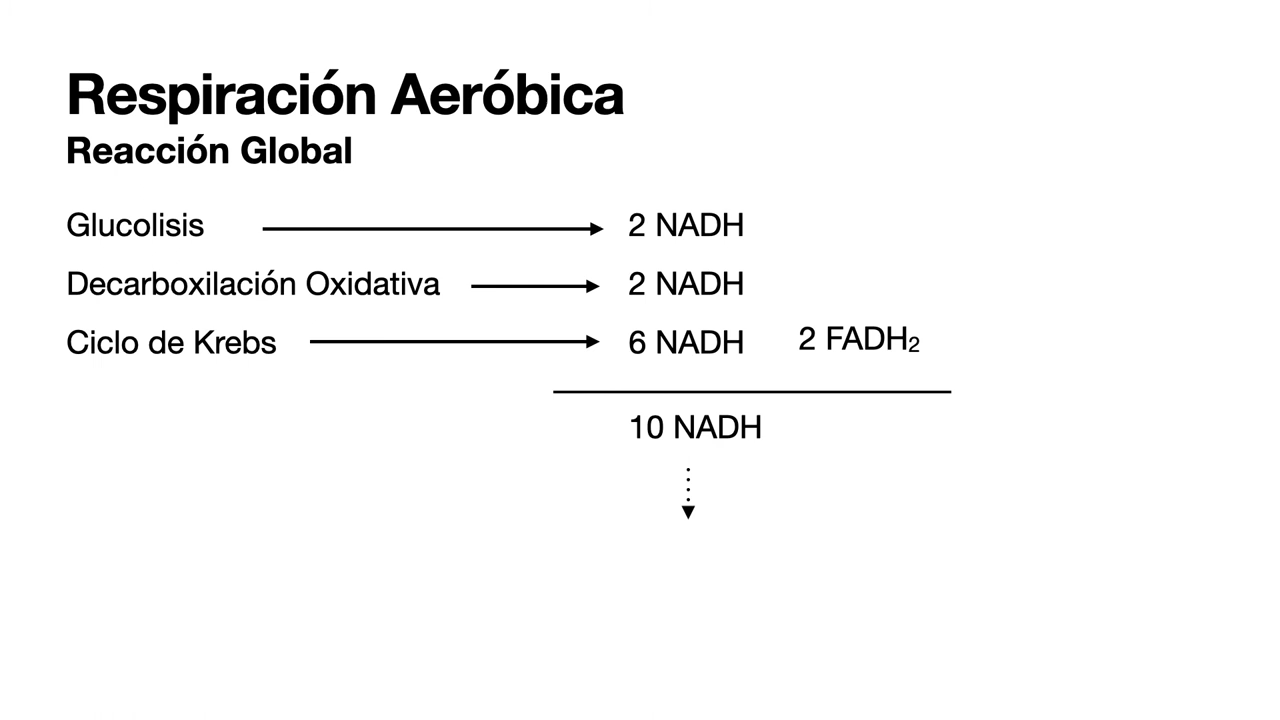 Respiración Aeróbica
Reacción Global
Glucolisis 2 NADH
Decarboxilación Oxidativa 2 NADH
Ciclo de Krebs 6 NADH 2 FADH₂
10 NADH